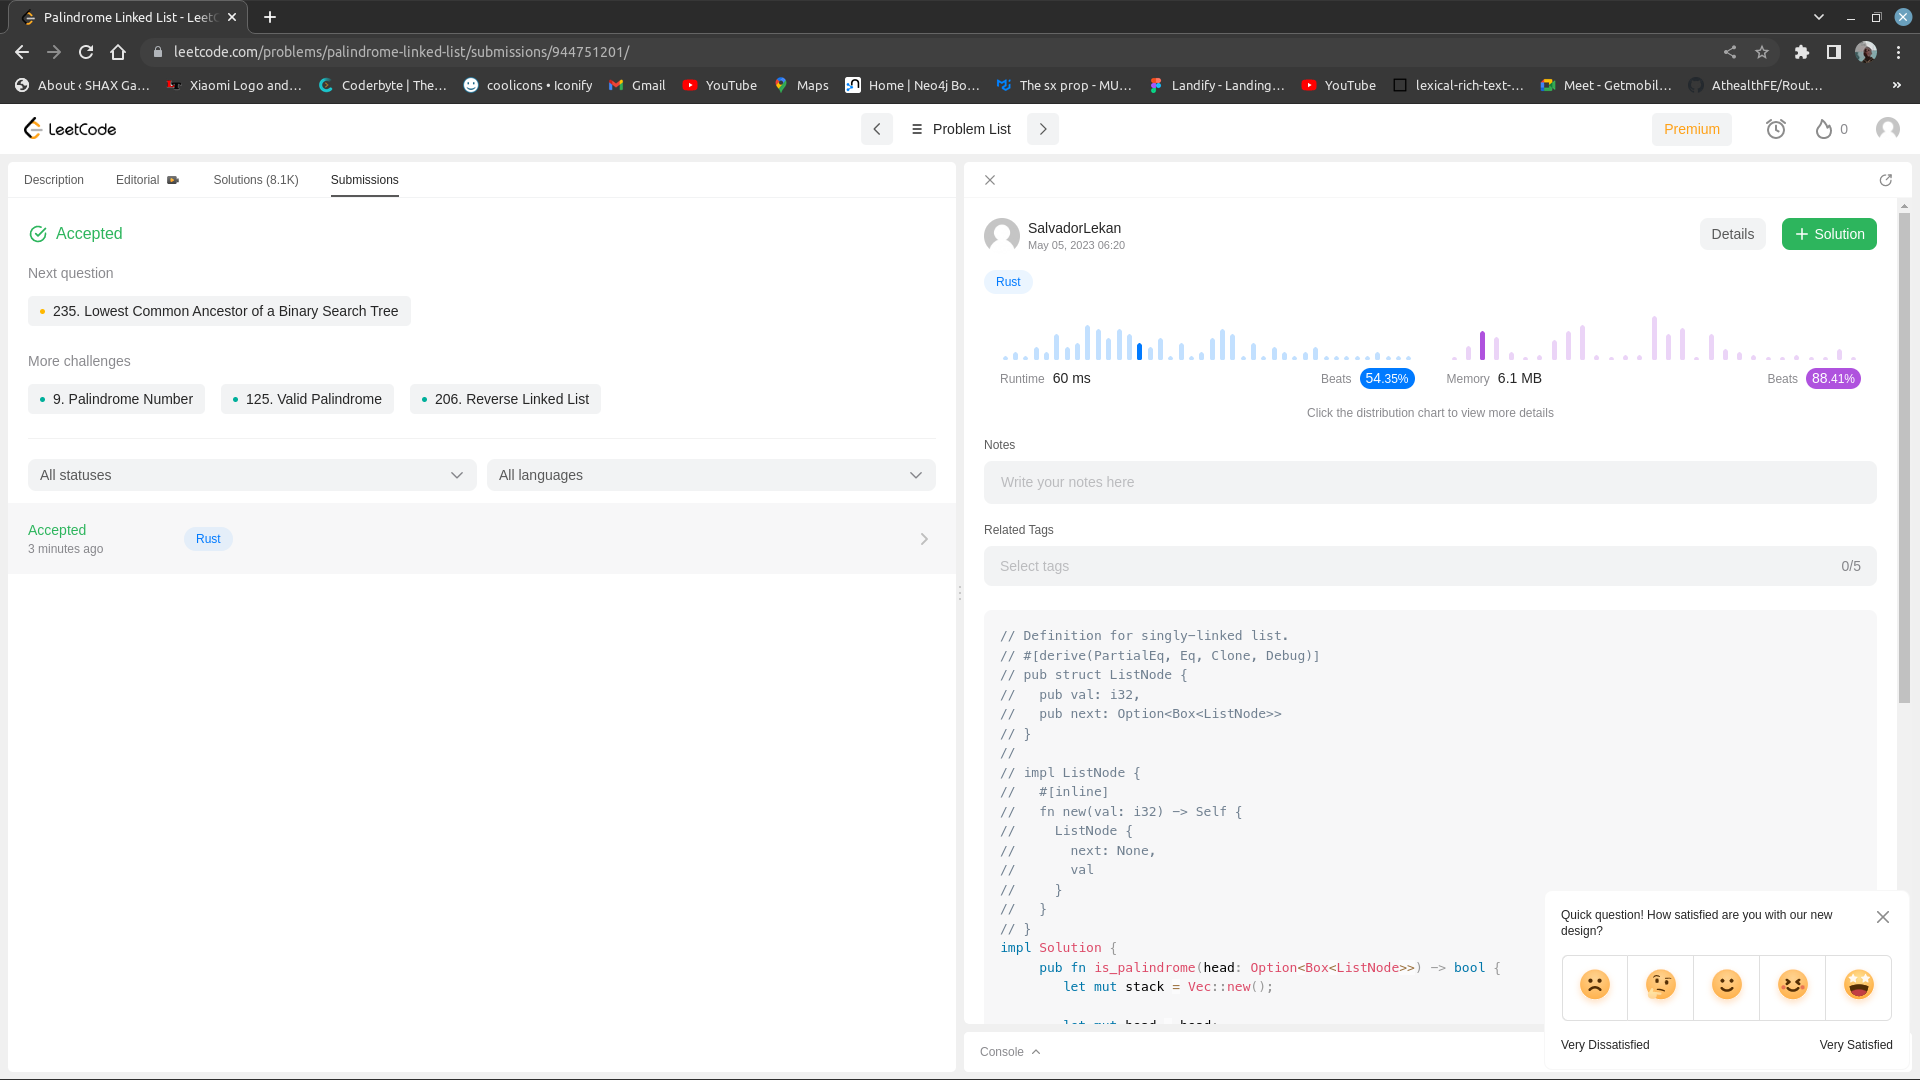 Palindrome Linked List - Leet
leetcode.com/problems/palindrome-linked-list/submissions/944751201/
About ‹ SHAX Ga… Xiaomi Logo and… Coderbyte | The… coolicons • Iconify Gmail YouTube Maps Home | Neo4j Bo… The sx prop - MU… Landify - Landing… YouTube lexical-rich-text-… Meet - Getmobil… AthealthFE/Rout… »
LeetCode Problem List Premium 0
Description Editorial Solutions (8.1K) Submissions
Accepted
Next question
235. Lowest Common Ancestor of a Binary Search Tree
More challenges
9. Palindrome Number 125. Valid Palindrome 206. Reverse Linked List
All statuses All languages
Accepted
3 minutes ago
Rust
SalvadorLekan
May 05, 2023 06:20
Details + Solution
Rust
Runtime 60 ms Beats 54.35% Memory 6.1 MB Beats 88.41%
Click the distribution chart to view more details
Notes
Write your notes here
Related Tags
Select tags 0/5
// Definition for singly-linked list.
// #[derive(PartialEq, Eq, Clone, Debug)]
// pub struct ListNode {
//   pub val: i32,
//   pub next: Option<Box<ListNode>>
// }
//
// impl ListNode {
//   #[inline]
//   fn new(val: i32) -> Self {
//     ListNode {
//       next: None,
//       val
//     }
//   }
// }
impl Solution {
     pub fn is_palindrome(head: Option<Box<ListNode>>) -> bool {
        let mut stack = Vec::new();
        let mut head = head;
Console
Quick question! How satisfied are you with our new
design?
Very Dissatisfied Very Satisfied